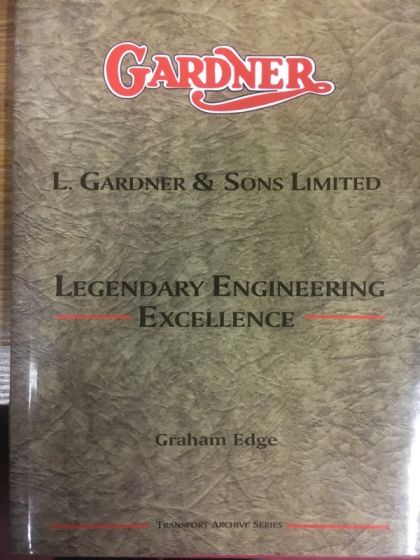 GARDNER
L. GARDNER & SONS LIMITED
LEGENDARY ENGINEERING
EXCELLENCE
Graham Edge
TRANSPORT ARCHIVE SERIES